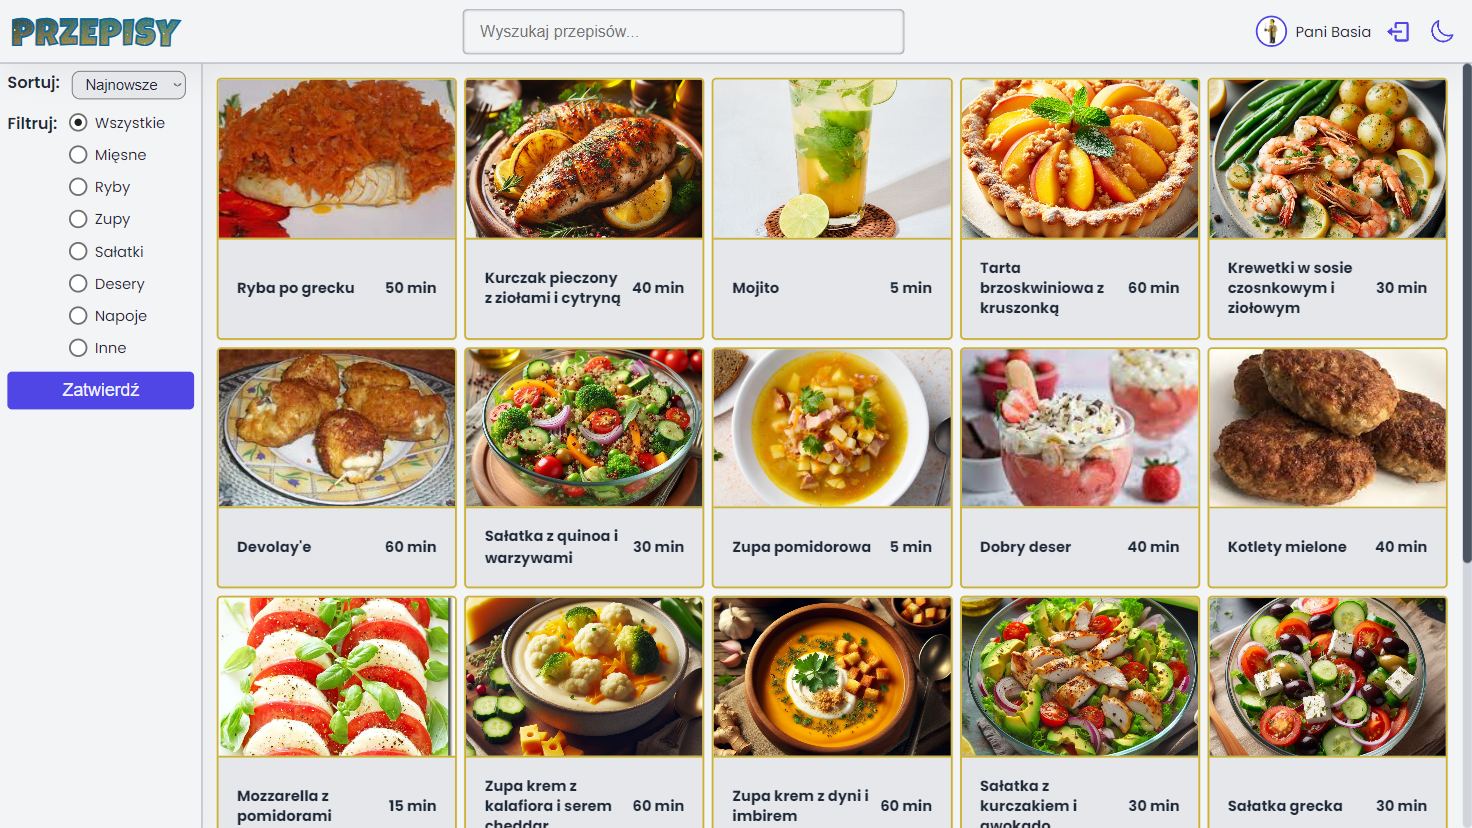 PRZEPISY
Wyszukaj przepisów...
Pani Basia
Sortuj:
Najnowsze
Filtruj:
Wszystkie
Mięsne
Ryby
Zupy
Sałatki
Desery
Napoje
Inne
Zatwierdź
Ryba po grecku
50 min
Kurczak pieczony
z ziołami i cytryną
40 min
Mojito
5 min
Tarta
brzoskwiniowa z
kruszonką
60 min
Krewetki w sosie
czosnkowym i
ziołowym
30 min
Devolay'e
60 min
Sałatka z quinoa i
warzywami
30 min
Zupa pomidorowa
5 min
Dobry deser
40 min
Kotlety mielone
40 min
Mozzarella z
pomidorami
15 min
Zupa krem z
kalafiora i serem
cheddar
60 min
Zupa krem z dyni i
imbirem
60 min
Sałatka z
kurczakiem i
awokado
30 min
Sałatka grecka
30 min